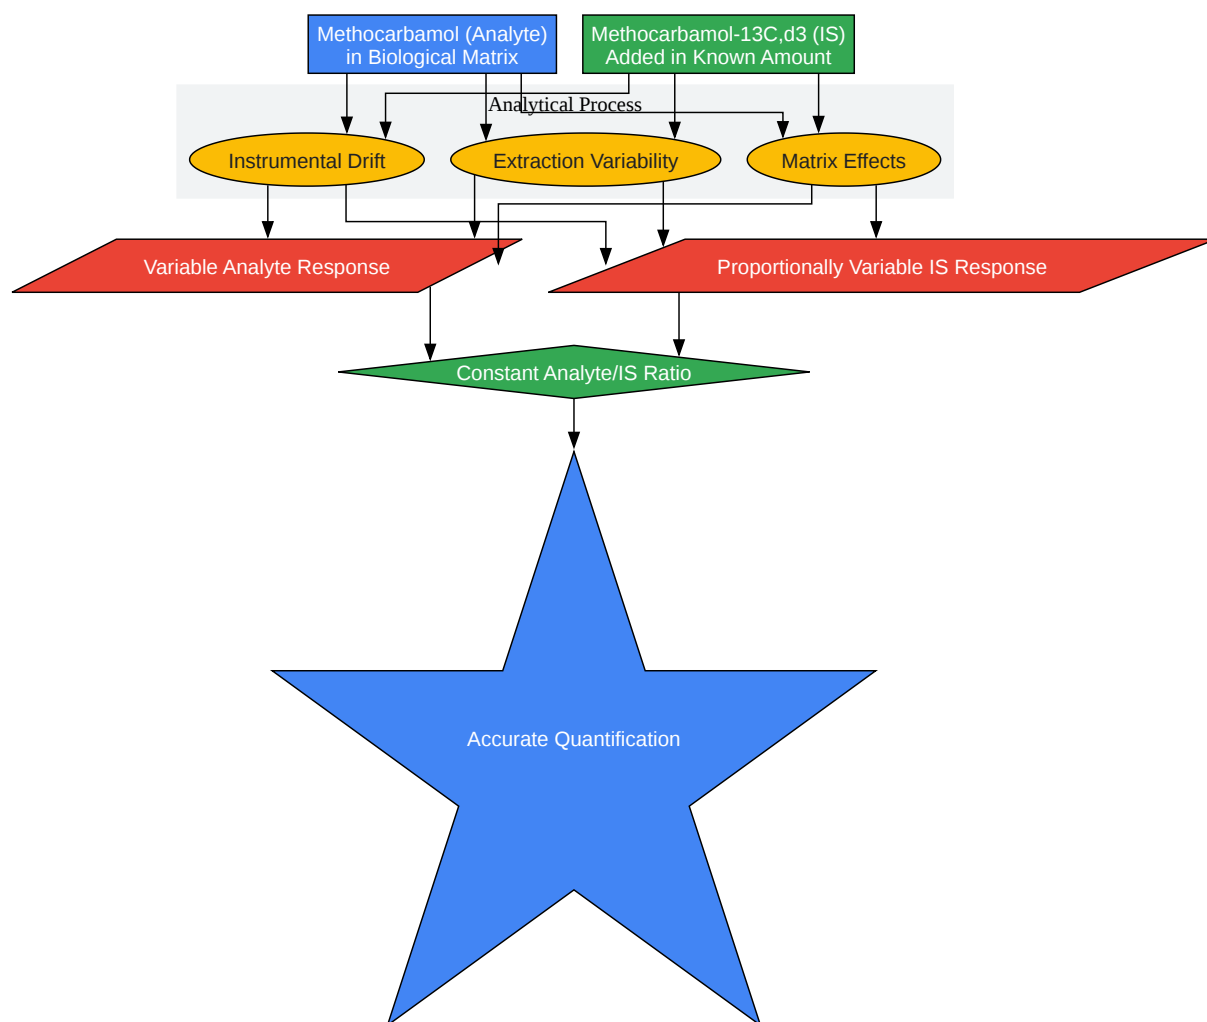 Methocarbamol (Analyte)
in Biological Matrix
Methocarbamol-13C,d3 (IS)
Added in Known Amount
Analytical Process
Instrumental Drift
Extraction Variability
Matrix Effects
Variable Analyte Response
Proportionally Variable IS Response
Constant Analyte/IS Ratio
Accurate Quantification